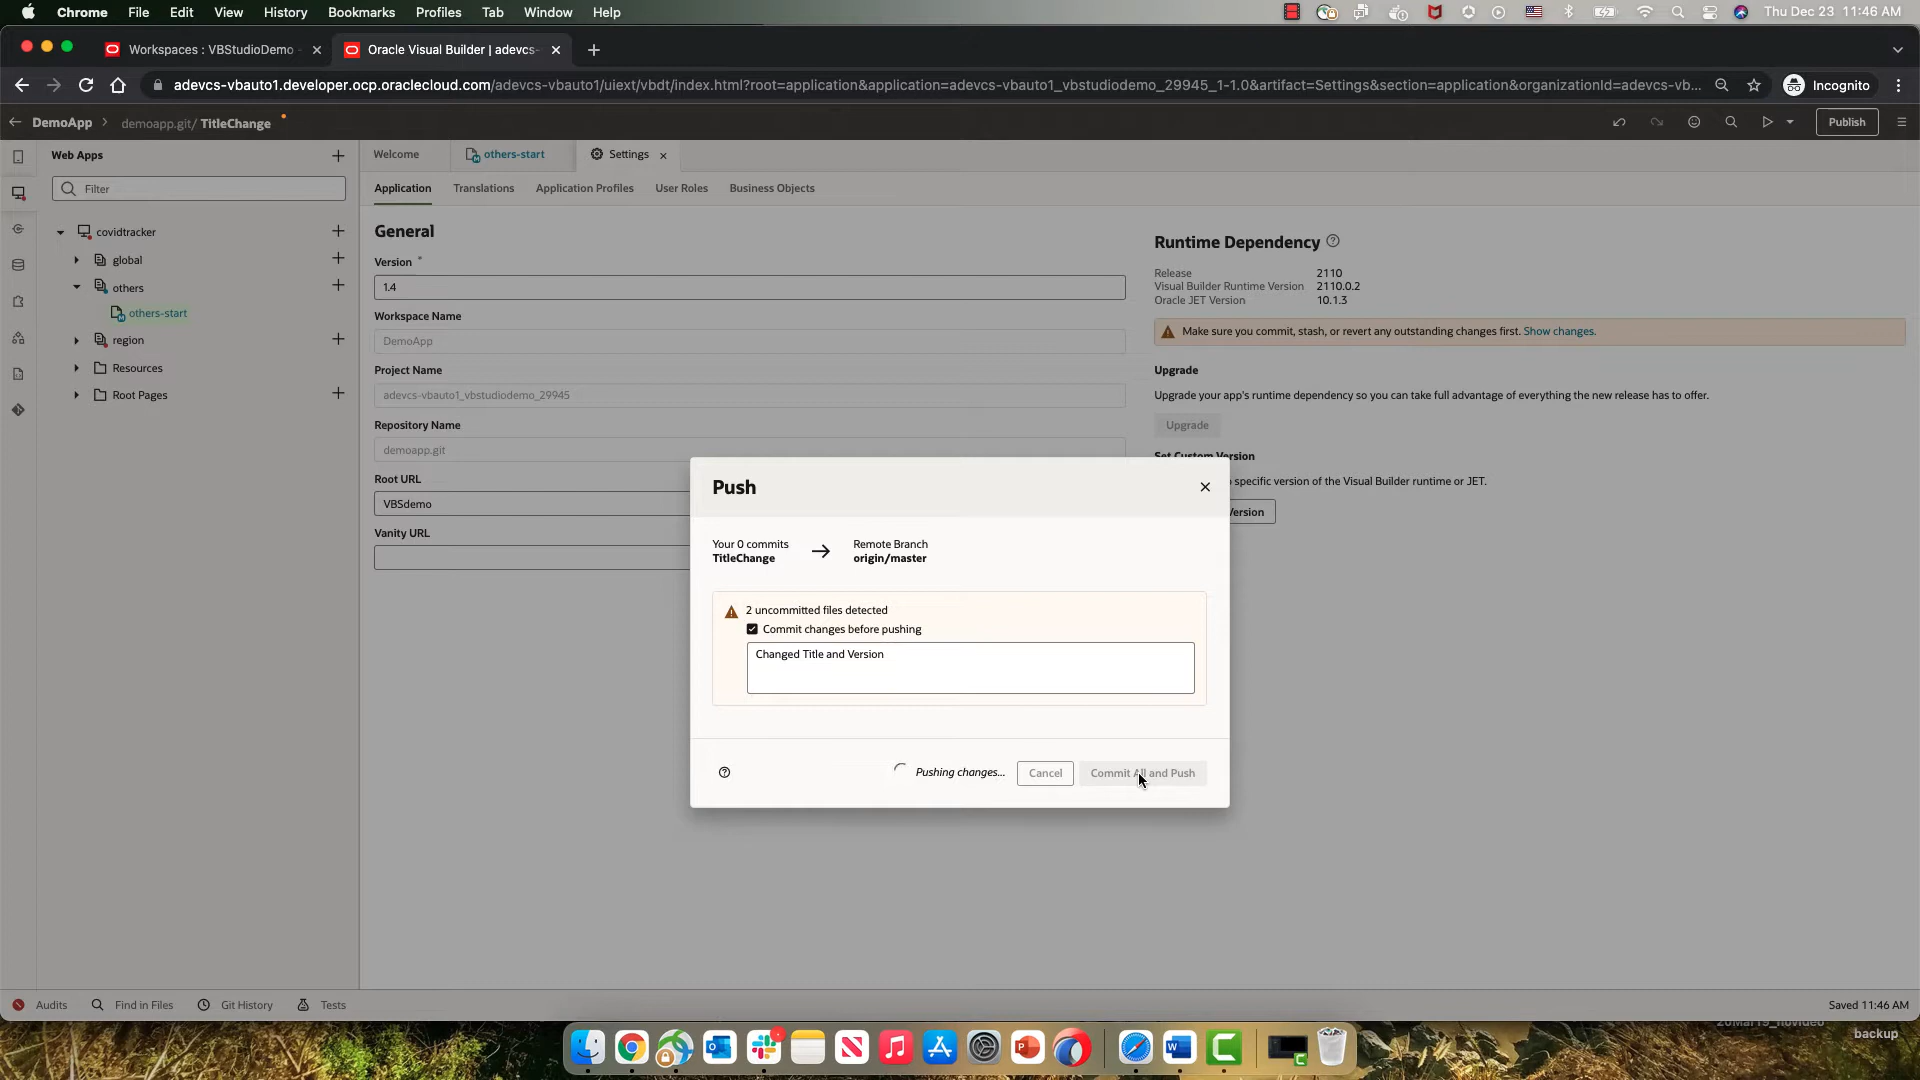 Chrome File Edit View History Bookmarks Profiles Tab Window Help Thu Dec 23 11:46 AM
Workspaces : VBStudioDemo
Oracle Visual Builder | adevcs-
adevcs-vbauto1.developer.ocp.oraclecloud.com/adevcs-vbauto1/uiext/vbdt/index.html?root=application&application=adevcs-vbauto1_vbstudiodemo_29945_1-1.0&artifact=Settings&section=application&organizationId=adevcs-vb... Incognito
DemoApp demoapp.git/ TitleChange Publish
Web Apps
Filter
covidtracker
global
others
others-start
region
Resources
Root Pages
Welcome others-start Settings
Application Translations Application Profiles User Roles Business Objects
General
Version *
1.4
Workspace Name
DemoApp
Project Name
adevcs-vbauto1_vbstudiodemo_29945
Repository Name
demoapp.git
Root URL
VBSdemo
Vanity URL
Runtime Dependency
Release 2110
Visual Builder Runtime Version 2110.0.2
Oracle JET Version 10.1.3
Make sure you commit, stash, or revert any outstanding changes first. Show changes.
Upgrade
Upgrade your app's runtime dependency so you can take full advantage of everything the new release has to offer.
Upgrade
Set Custom Version
specific version of the Visual Builder runtime or JET.
Version
Push
Your 0 commits
TitleChange
Remote Branch
origin/master
2 uncommitted files detected
Commit changes before pushing
Changed Title and Version
Pushing changes... Cancel Commit All and Push
Audits Find in Files Git History Tests Saved 11:46 AM
backup